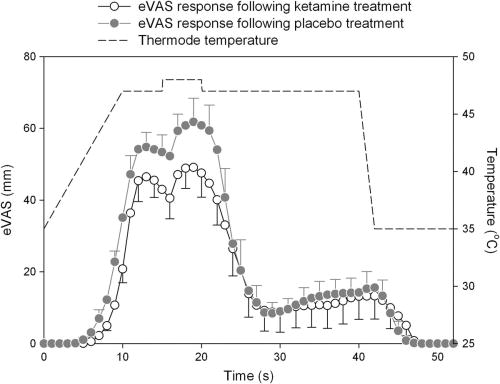 eVAS response following ketamine treatment
eVAS response following placebo treatment
Thermode temperature
80
60
40
20
0
eVAS (mm)
50
45
40
35
30
25
Temperature (°C)
0
10
20
30
40
50
Time (s)